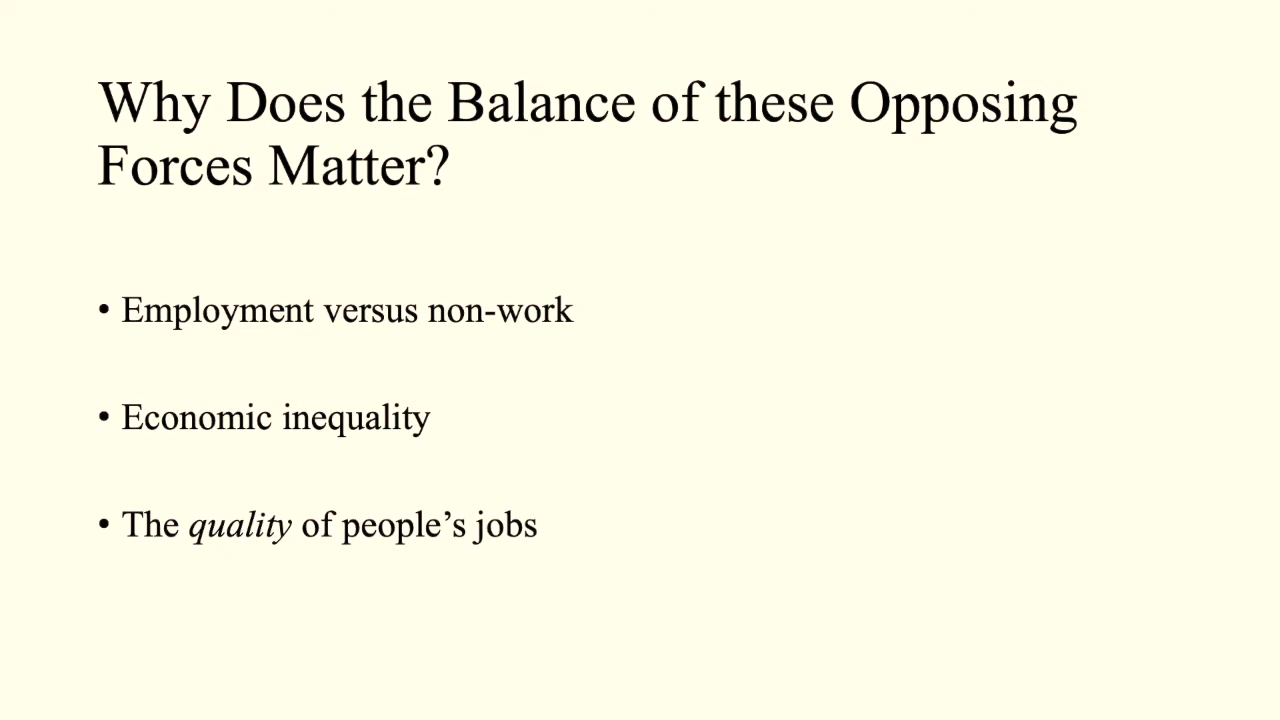 Why Does the Balance of these Opposing
Forces Matter?
• Employment versus non-work
• Economic inequality
• The quality of people’s jobs